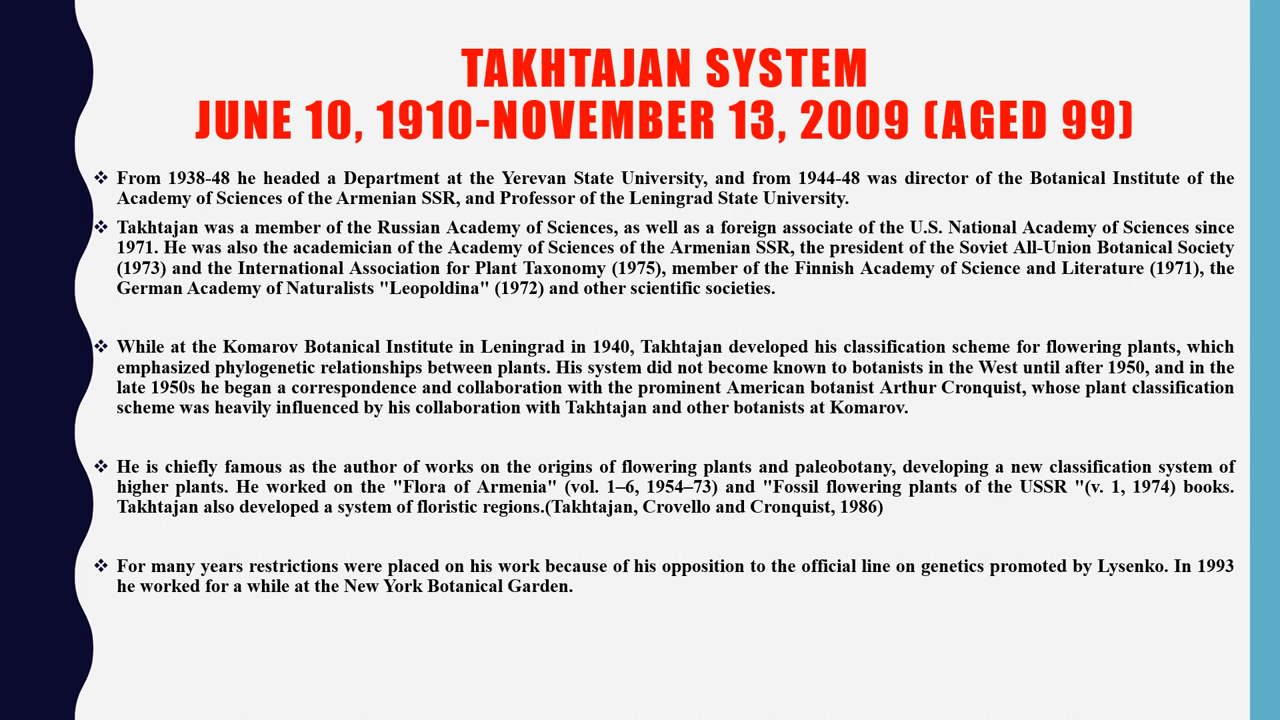 TAKHTAJAN SYSTEM
JUNE 10, 1910-NOVEMBER 13, 2009 (AGED 99)
❖ From 1938-48 he headed a Department at the Yerevan State University, and from 1944-48 was director of the Botanical Institute of the
Academy of Sciences of the Armenian SSR, and Professor of the Leningrad State University.
❖ Takhtajan was a member of the Russian Academy of Sciences, as well as a foreign associate of the U.S. National Academy of Sciences since
1971. He was also the academician of the Academy of Sciences of the Armenian SSR, the president of the Soviet All-Union Botanical Society
(1973) and the International Association for Plant Taxonomy (1975), member of the Finnish Academy of Science and Literature (1971), the
German Academy of Naturalists "Leopoldina" (1972) and other scientific societies.
❖ While at the Komarov Botanical Institute in Leningrad in 1940, Takhtajan developed his classification scheme for flowering plants, which
emphasized phylogenetic relationships between plants. His system did not become known to botanists in the West until after 1950, and in the
late 1950s he began a correspondence and collaboration with the prominent American botanist Arthur Cronquist, whose plant classification
scheme was heavily influenced by his collaboration with Takhtajan and other botanists at Komarov.
❖ He is chiefly famous as the author of works on the origins of flowering plants and paleobotany, developing a new classification system of
higher plants. He worked on the "Flora of Armenia" (vol. 1–6, 1954–73) and "Fossil flowering plants of the USSR "(v. 1, 1974) books.
Takhtajan also developed a system of floristic regions.(Takhtajan, Crovello and Cronquist, 1986)
❖ For many years restrictions were placed on his work because of his opposition to the official line on genetics promoted by Lysenko. In 1993
he worked for a while at the New York Botanical Garden.